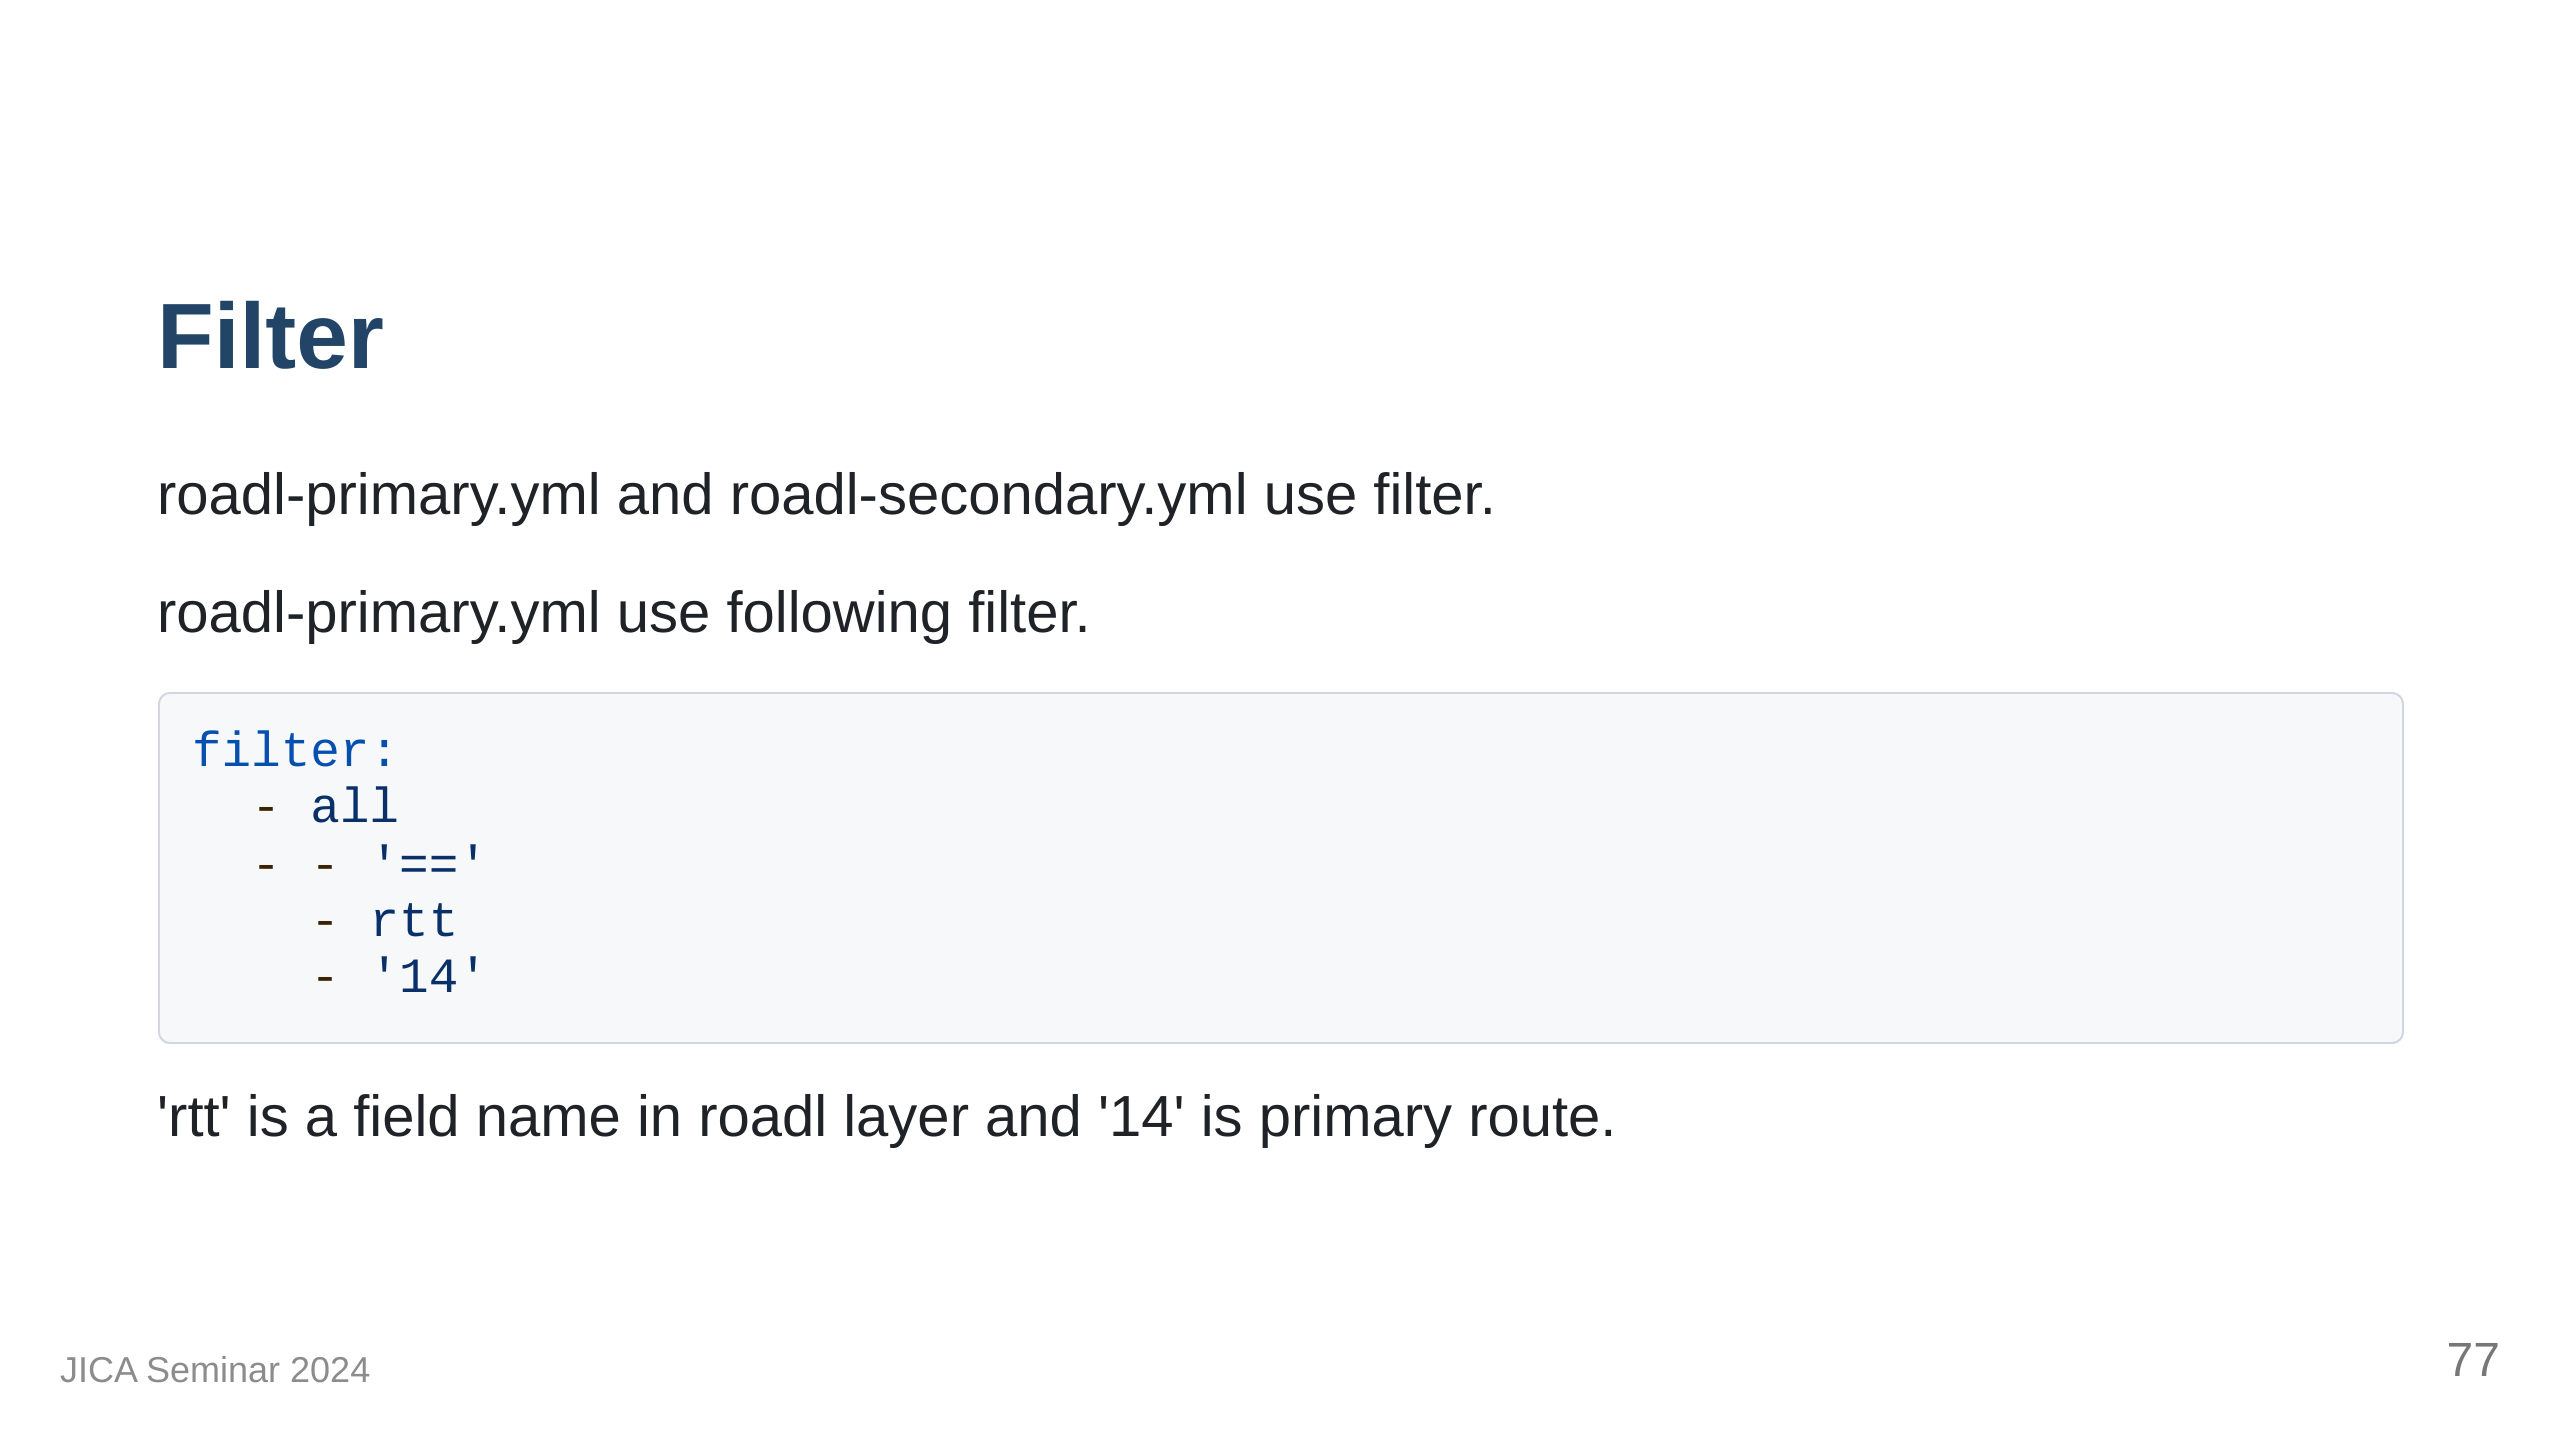 Filter
roadl-primary.yml and roadl-secondary.yml use filter.
roadl-primary.yml use following filter.
filter:
  - all
  - - '=='
    - rtt
    - '14'
'rtt' is a field name in roadl layer and '14' is primary route.
JICA Seminar 2024
77